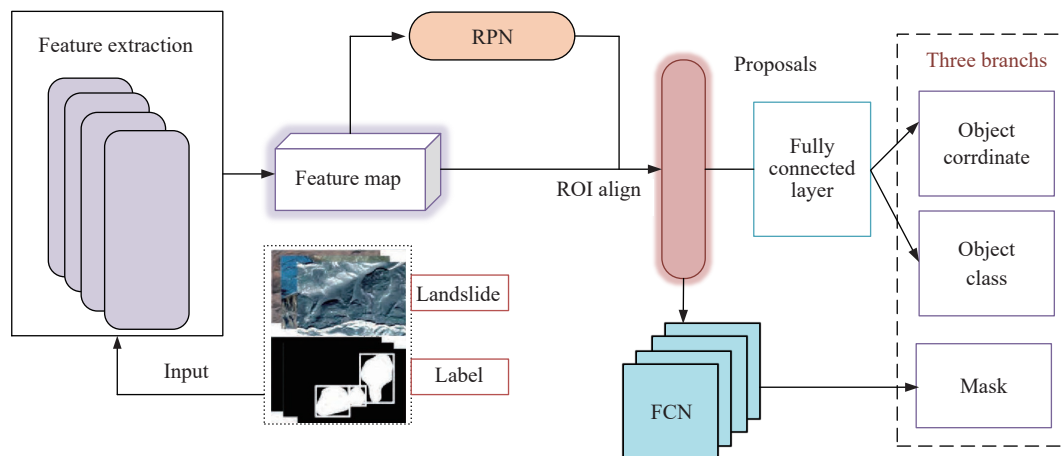 Feature extraction
RPN
Proposals
Three branchs
Feature map
ROI align
Fully
connected
layer
Object
corrdinate
Object
class
Landslide
Label
Input
FCN
Mask